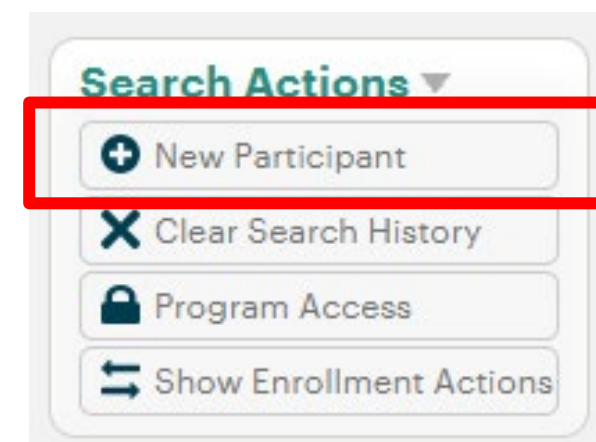 Search Actions
New Participant
Clear Search History
Program Access
Show Enrollment Actions